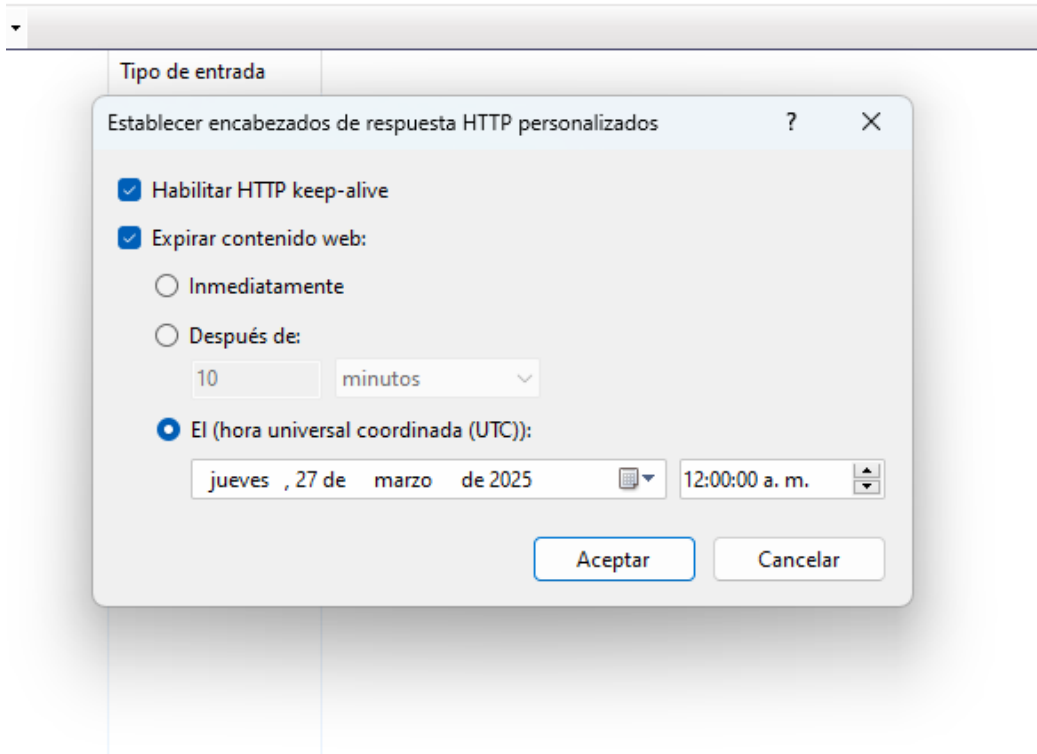 Tipo de entrada
Establecer encabezados de respuesta HTTP personalizados ?
Habilitar HTTP keep-alive
Expirar contenido web:
Inmediatamente
Después de:
10 minutos
El (hora universal coordinada (UTC)):
jueves , 27 de marzo de 2025 12:00:00 a. m.
Aceptar Cancelar